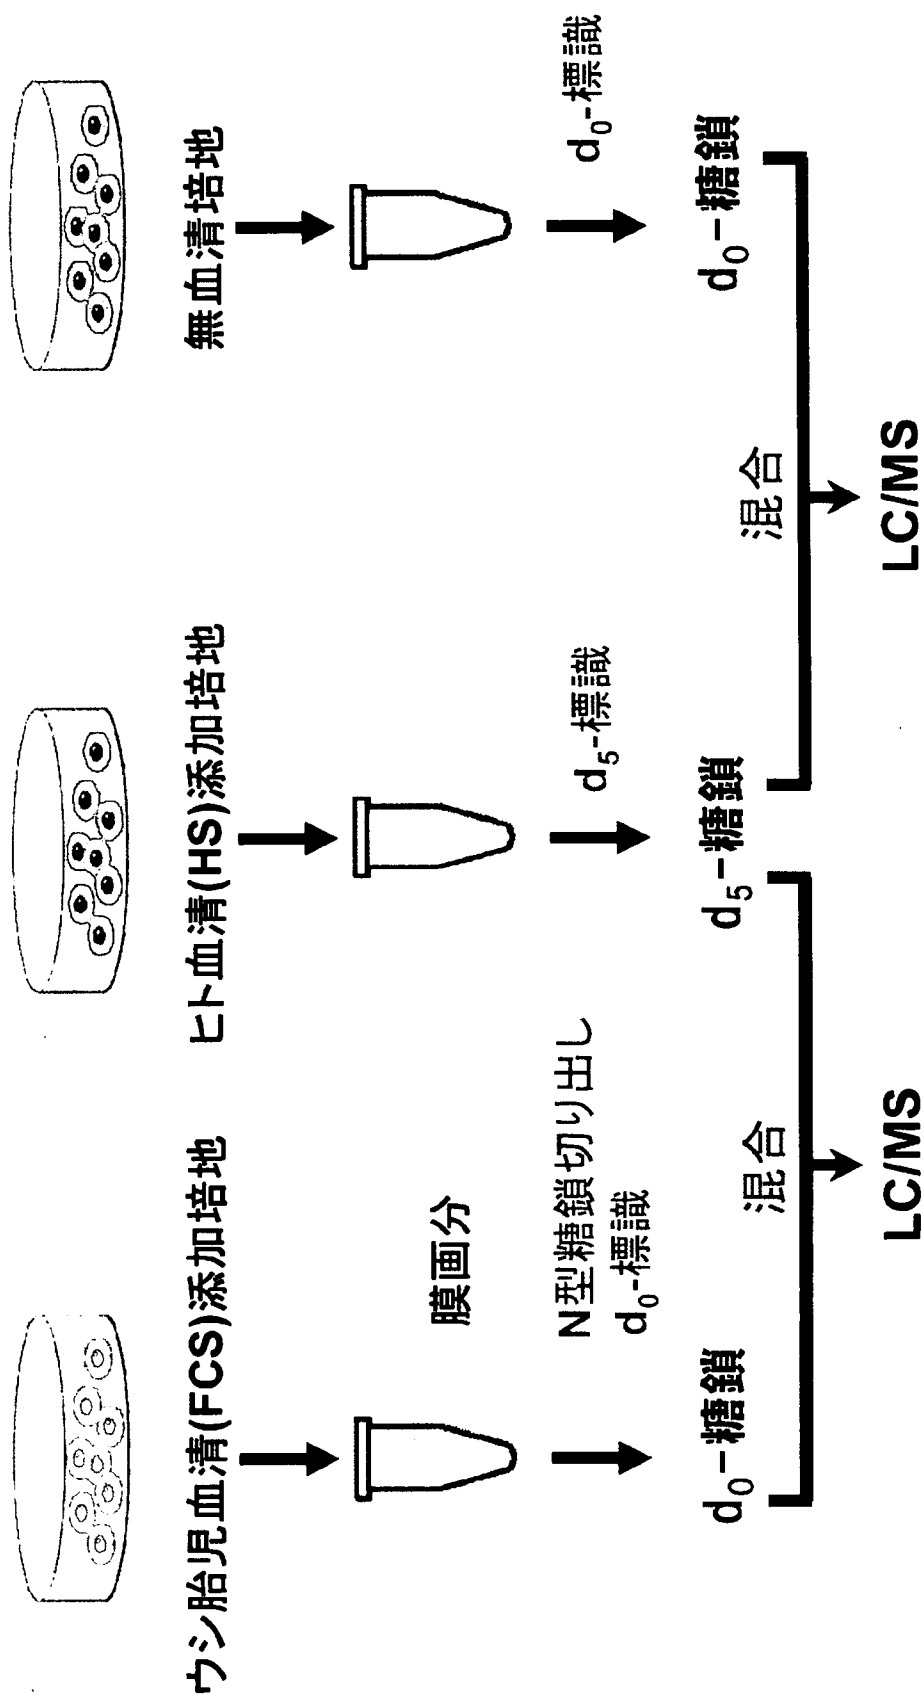 ウシ胎児血清(FCS)添加培地
ヒト血清(HS)添加培地
無血清培地
膜画分
N型糖鎖切り出し
d0-標識
d5-標識
d0-標識
d0−糖鎖
d5−糖鎖
d0−糖鎖
混合
混合
LC/MS
LC/MS